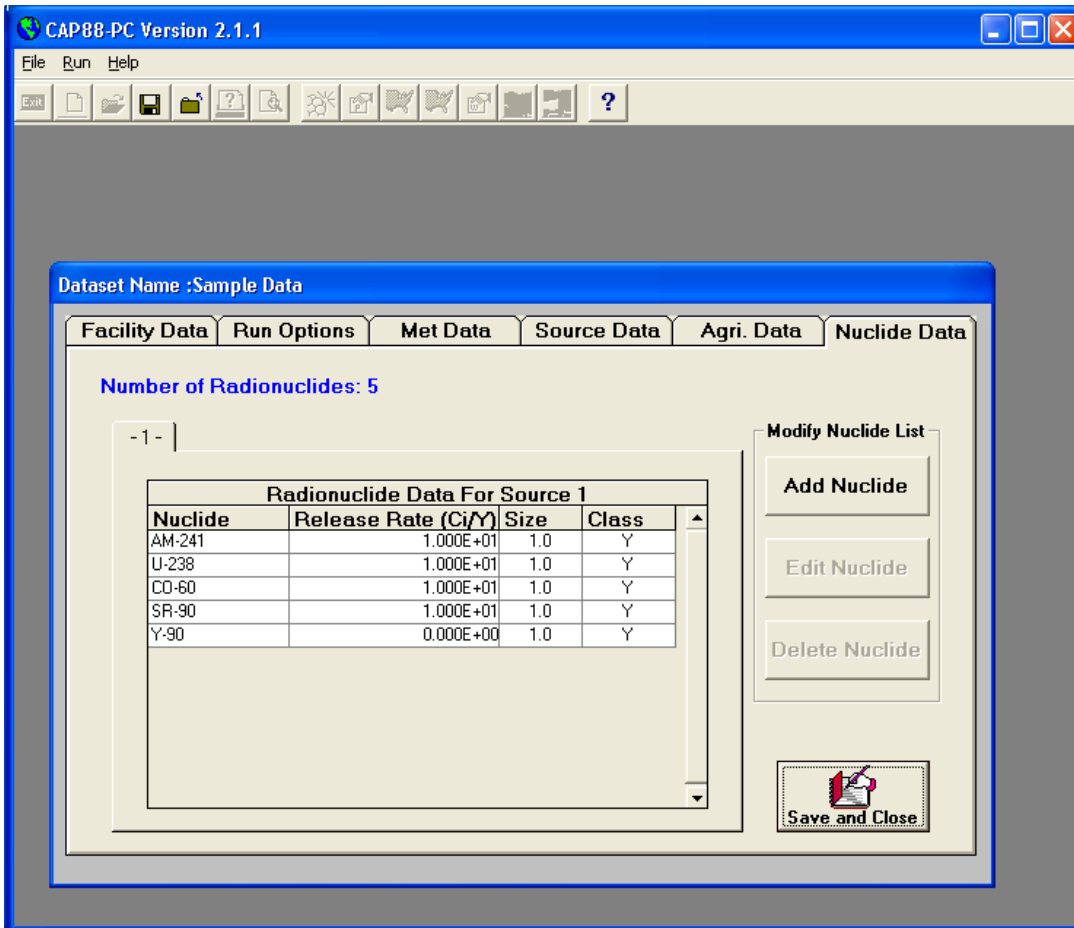 CAP88-PC Version 2.1.1
File Run Help
Exit
?
?
Dataset Name :Sample Data
Facility Data Run Options Met Data Source Data Agri. Data Nuclide Data
Number of Radionuclides: 5
- 1 -
Modify Nuclide List
Radionuclide Data For Source 1
Nuclide Release Rate (Ci/Y) Size Class
AM-241 1.000E+01 1.0 Y
U-238 1.000E+01 1.0 Y
CO-60 1.000E+01 1.0 Y
SR-90 1.000E+01 1.0 Y
Y-90 0.000E+00 1.0 Y
Add Nuclide
Edit Nuclide
Delete Nuclide
Save and Close